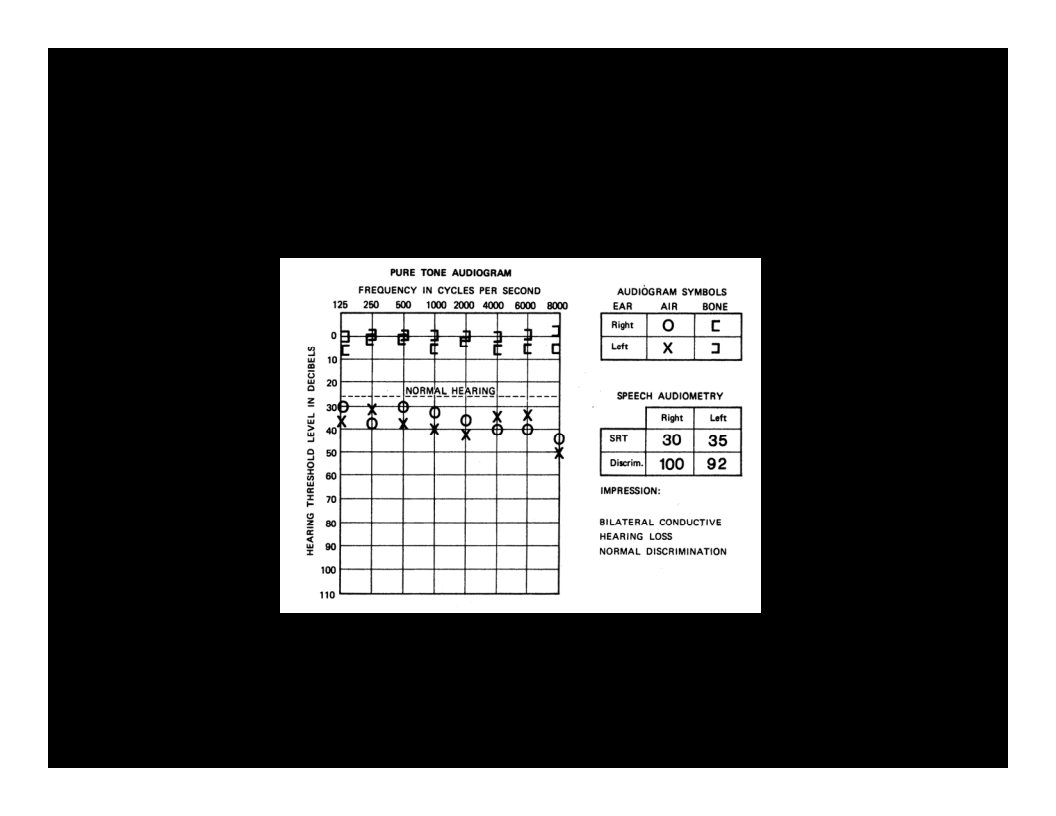 PURE TONE AUDIOGRAM
FREQUENCY IN CYCLES PER SECOND
125 250 500 1000 2000 4000 6000 8000
HEARING THRESHOLD LEVEL IN DECIBELS
0
10
20
NORMAL HEARING
30
40
50
60
70
80
90
100
110
AUDIOGRAM SYMBOLS
EAR AIR BONE
Right O ㄷ
Left X コ
SPEECH AUDIOMETRY
Right Left
SRT 30 35
Discrim. 100 92
IMPRESSION:
BILATERAL CONDUCTIVE
HEARING LOSS
NORMAL DISCRIMINATION